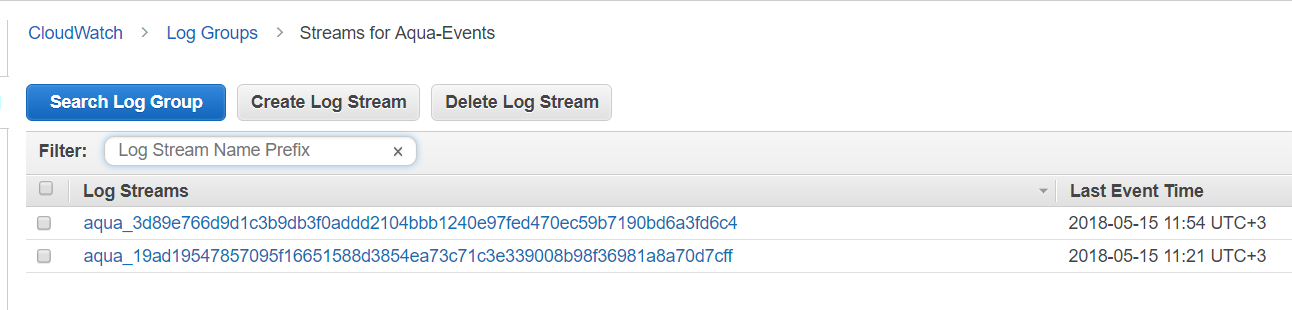 CloudWatch > Log Groups > Streams for Aqua-Events
Search Log Group Create Log Stream Delete Log Stream
Filter: Log Stream Name Prefix ×
Log Streams Last Event Time
aqua_3d89e766d9d1c3b9db3f0addd2104bbb1240e97fed470ec59b7190bd6a3fd6c4 2018-05-15 11:54 UTC+3
aqua_19ad19547857095f16651588d3854ea73c71c3e339008b98f36981a8a70d7cff 2018-05-15 11:21 UTC+3